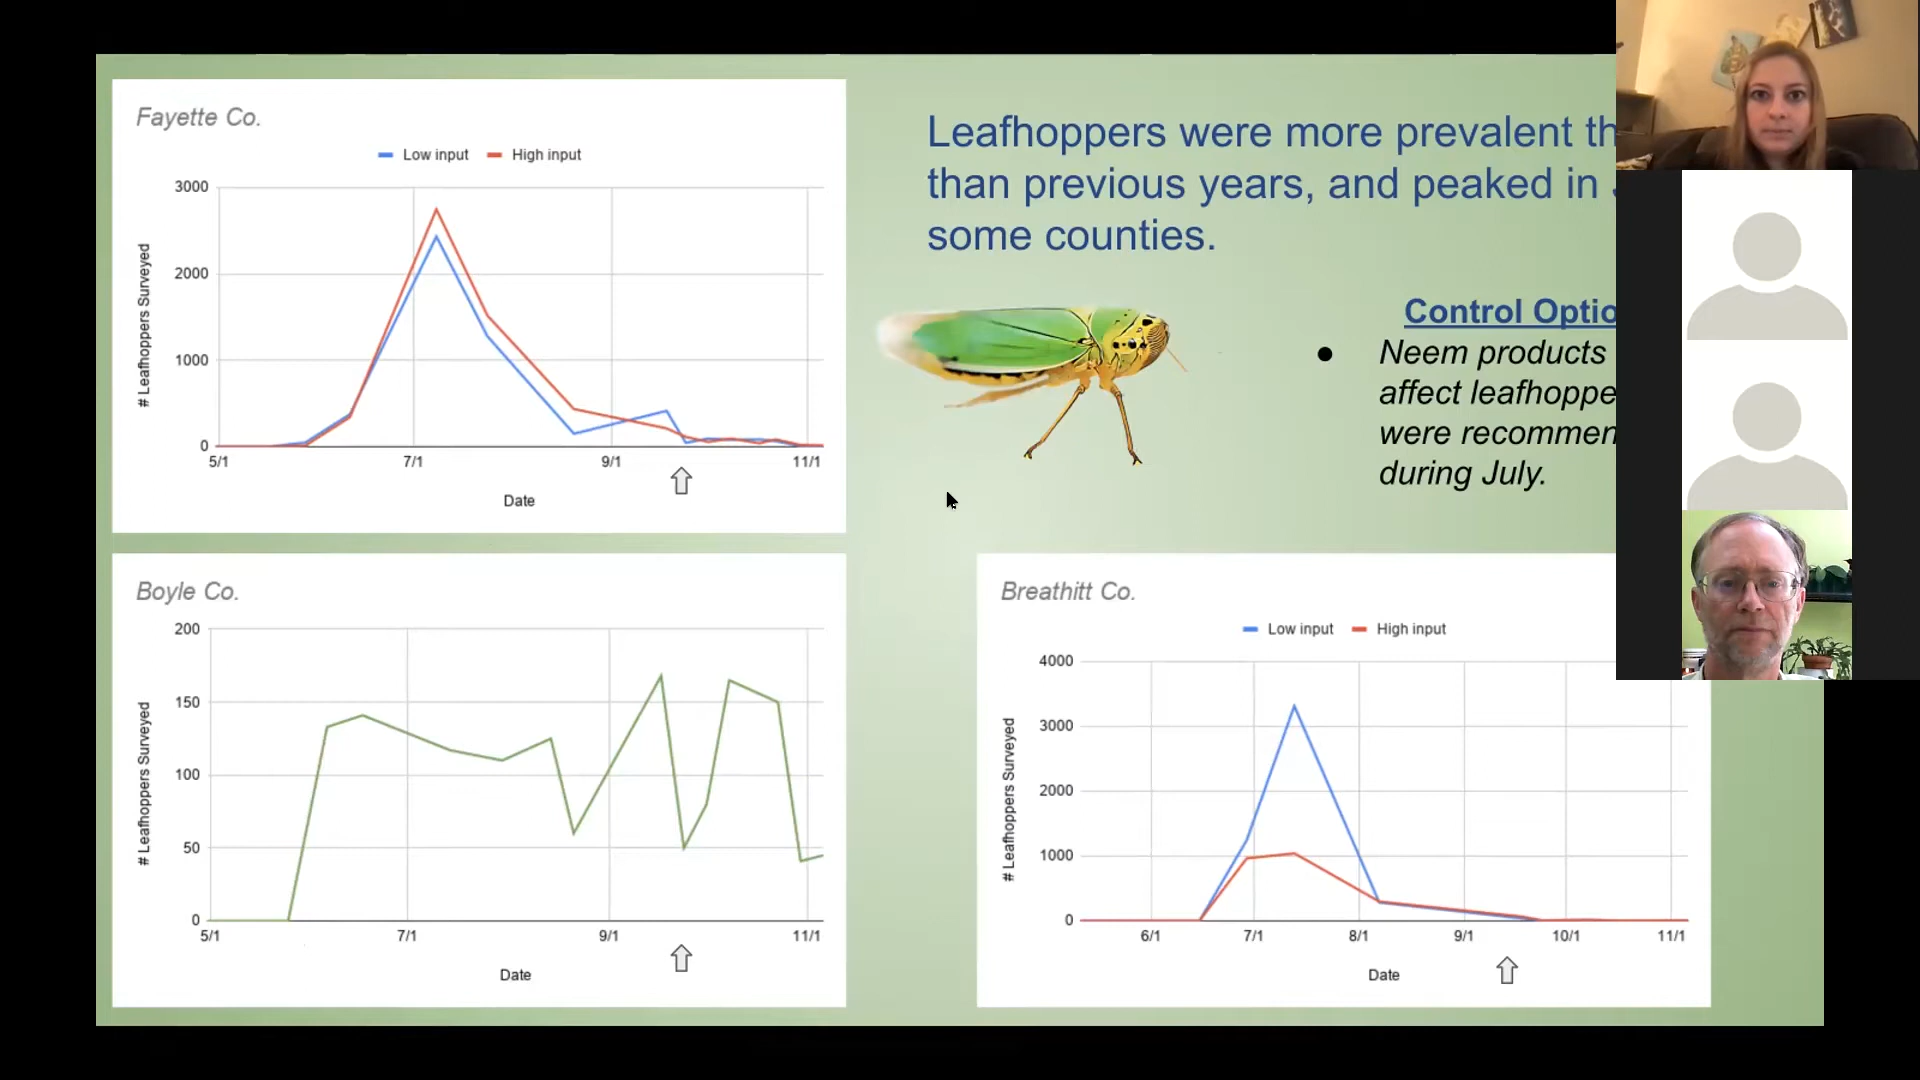 Fayette Co.
Low input High input
3000
2000
1000
0
# Leafhoppers Surveyed
5/1 7/1 9/1 11/1
Date
Leafhoppers were more prevalent
than previous years, and peaked in
some counties.
Control
Neem products
affect
were
during July.
Boyle Co.
200
150
100
50
0
# Leafhoppers Surveyed
5/1 7/1 9/1 11/1
Date
Breathitt Co.
Low input High input
4000
3000
2000
1000
0
# Leafhoppers Surveyed
6/1 7/1 8/1 9/1 10/1 11/1
Date